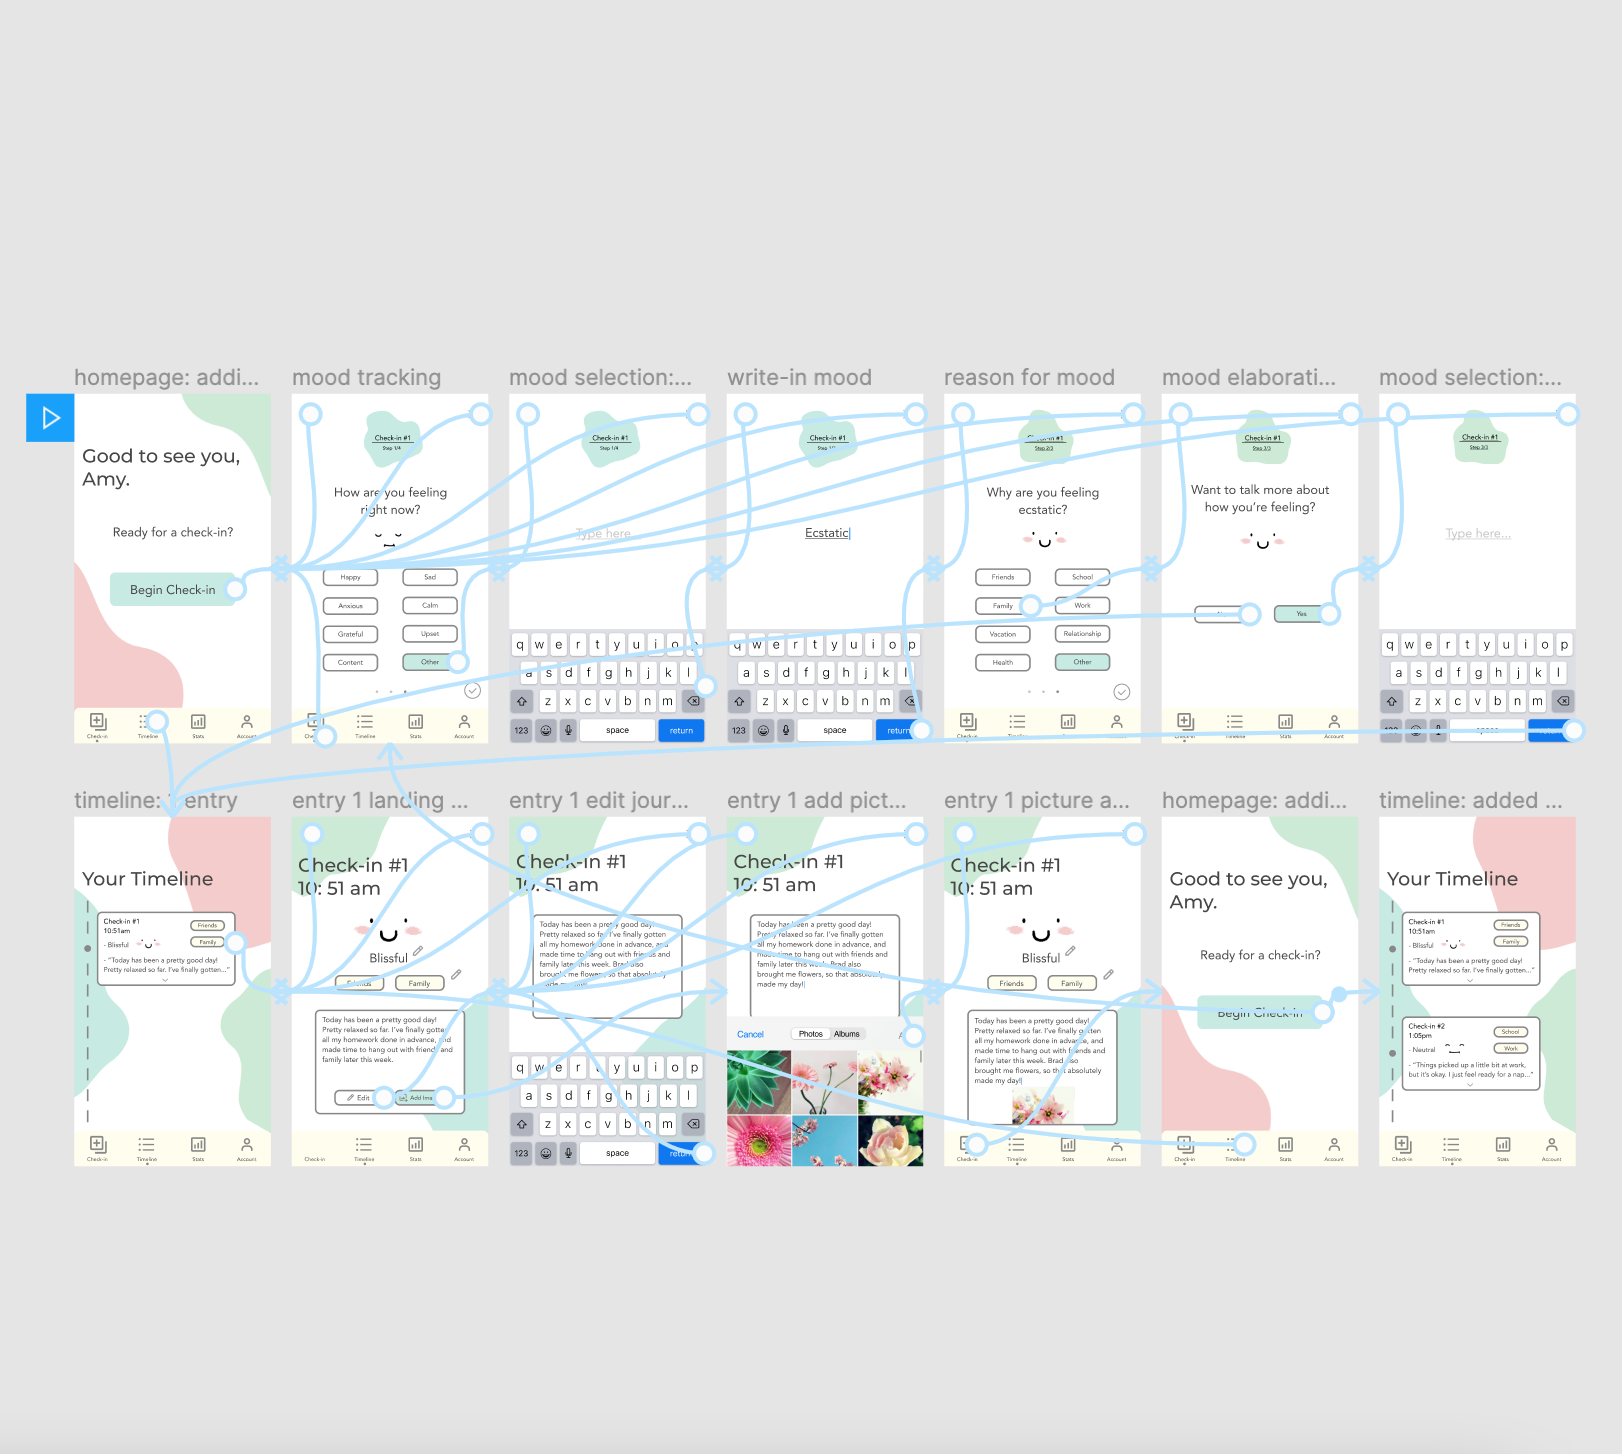 homepage: addi...
mood tracking
mood selection:...
write-in mood
reason for mood
mood elaborati...
mood selection:...
Good to see you,
Amy.
Ready for a check-in?
Begin Check-in
Check-in
Timeline
Stats
Account
Check-in #1
Step 1/4
How are you feeling
right now?
Happy
Sad
Anxious
Calm
Grateful
Upset
Content
Other
Timeline
Stats
Account
Check-in #1
Step 1/4
Type here
q w e r t y u i o p
a s d f g h j k l
z x c v b n m
123
space
return
Check-in #1
Ecstatic
q w e r t y u i o p
a s d f g h j k l
z x c v b n m
123
space
return
Check-in #1
Step 2/3
Why are you feeling
ecstatic?
Friends
School
Family
Work
Vacation
Relationship
Health
Other
Check-in
Stats
Account
Check-in #1
Step 3/3
Want to talk more about
how you're feeling?
Yes
Check-in
Stats
Account
Check-in #1
Step 3/3
Type here...
q w e r t y u i o p
a s d f g h j k l
z x c v b n m
123
space
timeline: entry
entry 1 landing ...
entry 1 edit jour...
entry 1 add pict...
entry 1 picture a...
homepage: addi...
timeline: added ...
Your Timeline
Check-in #1
10:51am
Friends
- Blissful
Family
- "Today has been a pretty good day!
Pretty relaxed so far. I've finally gotten..."
Check-in
Timeline
Stats
Account
Check-in #1
10: 51 am
Blissful
Friends
Family
Today has been a pretty good day!
Pretty relaxed so far. I've finally gotten
all my homework done in advance, and
made time to hang out with friends and
family later this week.
Edit
Add Ima
Check-in
Timeline
Stats
Account
Check-in #1
10: 51 am
Today has been a pretty good day!
Pretty relaxed so far. I've finally gotten
all my homework done in advance, and
made time to hang out with friends and
family later this week. Brad also
brought me flowers, so that absolutely
made my day!
q w e r t y u i o p
a s d f g h j k l
z x c v b n m
123
space
return
Check-in #1
10: 51 am
Today has been a pretty good day!
Pretty relaxed so far. I've finally gotten
all my homework done in advance, and
made time to hang out with friends and
family later this week. Brad also
brought me flowers, so that absolutely
made my day!
Cancel
Photos
Albums
Check-in #1
10: 51 am
Blissful
Friends
Family
Today has been a pretty good day!
Pretty relaxed so far. I've finally gotten
all my homework done in advance, and
made time to hang out with friends and
family later this week. Brad also
brought me flowers, so that absolutely
made my day!
Check-in
Timeline
Stats
Account
Good to see you,
Amy.
Ready for a check-in?
Begin Check-in
Check-in
Timeline
Stats
Account
Your Timeline
Check-in #1
10:51am
Friends
- Blissful
Family
- "Today has been a pretty good day!
Pretty relaxed so far. I've finally gotten..."
Check-in #2
1:05pm
School
- Neutral
Work
- "Things picked up a little bit at work,
but it's okay. I just feel ready for a nap..."
Check-in
Timeline
Stats
Account